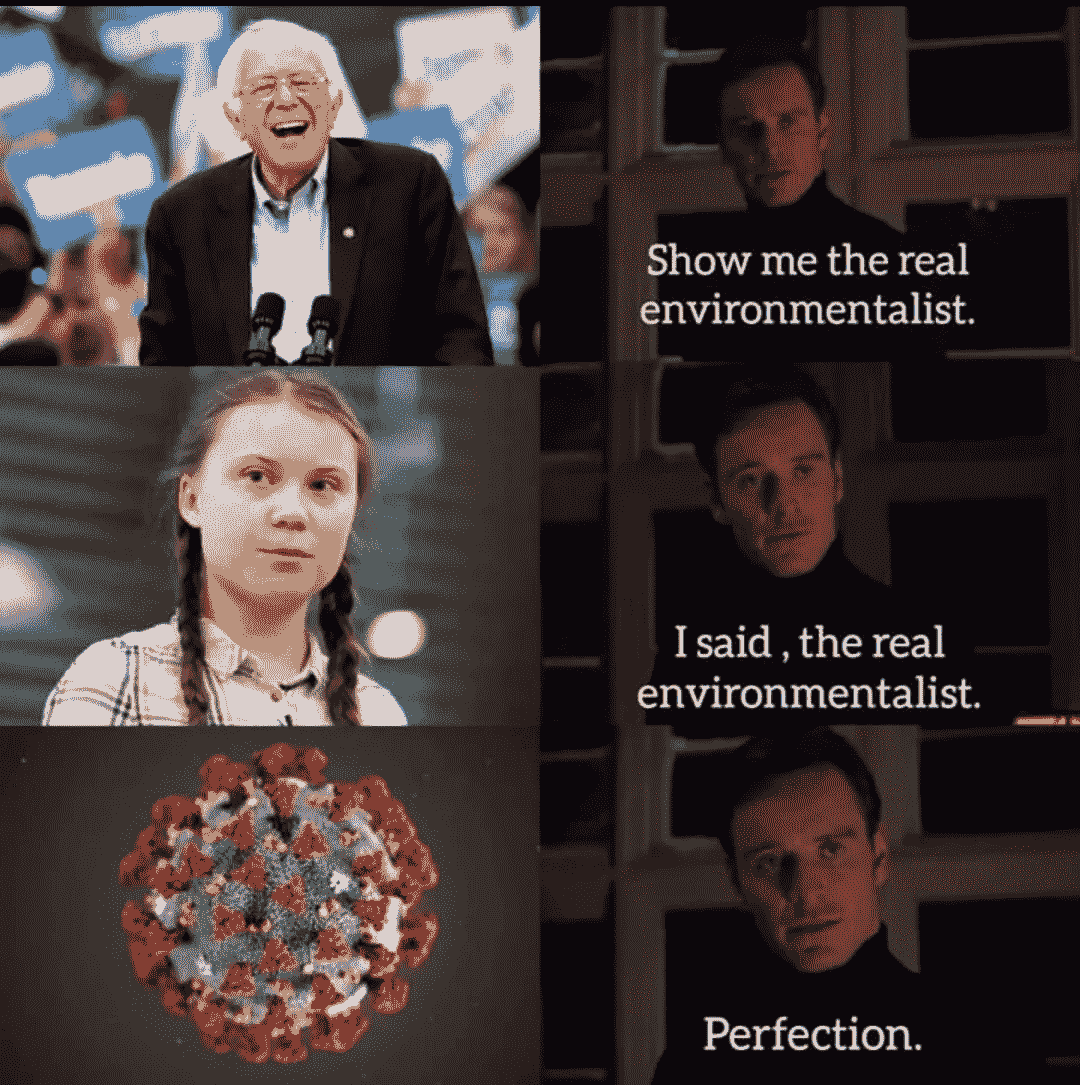 Show me the real
environmentalist.
I said , the real
environmentalist.
Perfection.